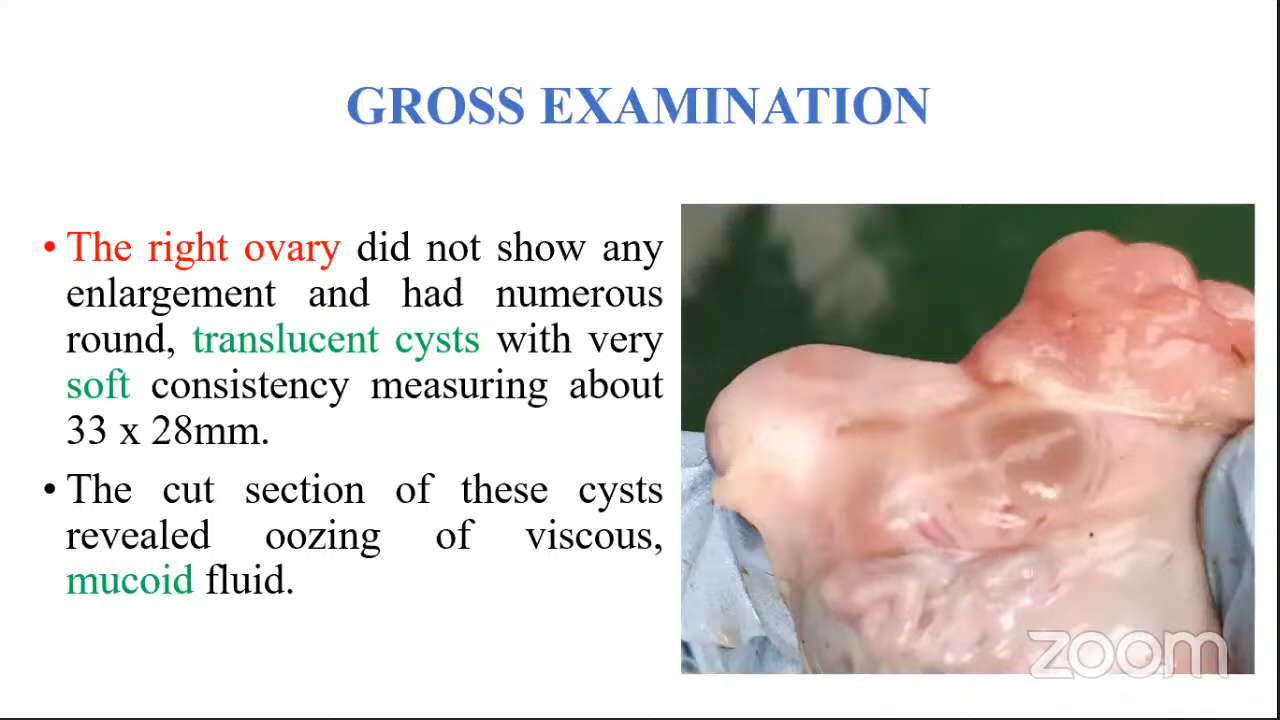 GROSS EXAMINATION
• The right ovary did not show any
enlargement and had numerous
round, translucent cysts with very
soft consistency measuring about
33 x 28mm.
• The cut section of these cysts
revealed oozing of viscous,
mucoid fluid.
zoom